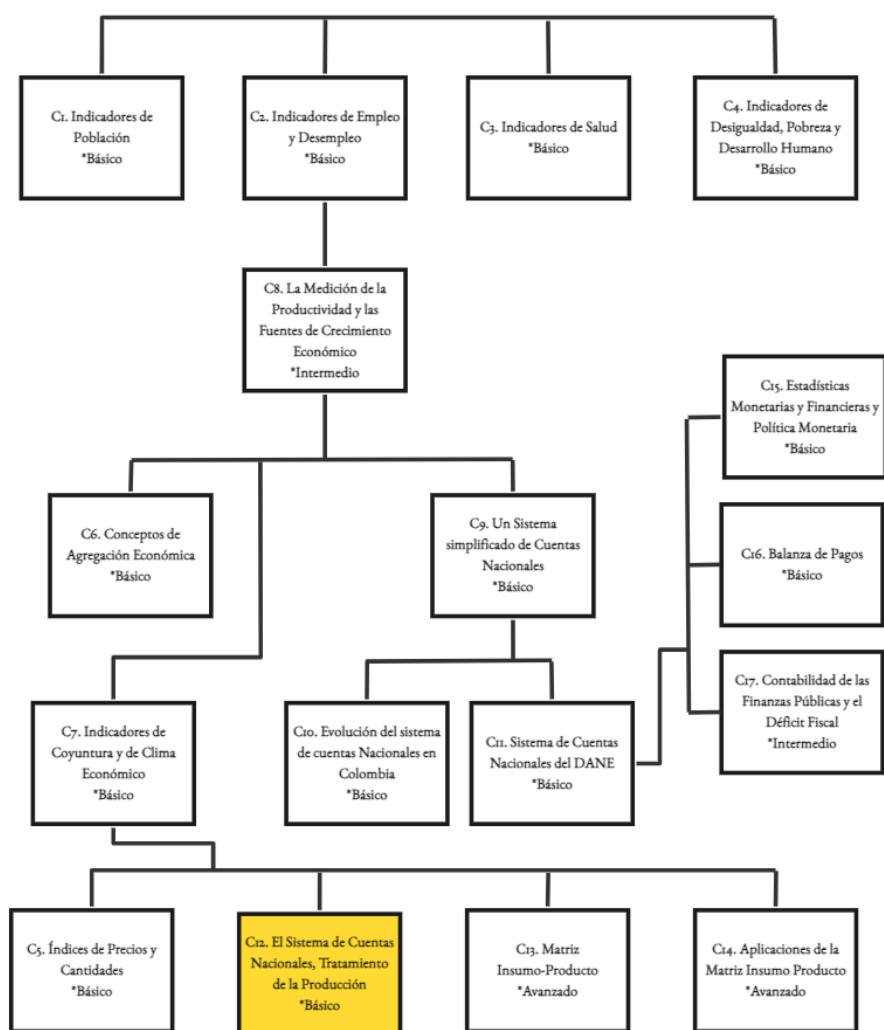 C1. Indicadores de
Población
*Básico
C2. Indicadores de Empleo
y Desempleo
*Básico
C3. Indicadores de Salud
*Básico
C4. Indicadores de
Desigualdad, Pobreza y
Desarrollo Humano
*Básico
C8. La Medición de la
Productividad y las
Fuentes de Crecimiento
Económico
*Intermedio
C15. Estadísticas
Monetarias y Financieras y
Política Monetaria
*Básico
C6. Conceptos de
Agregación Económica
*Básico
C9. Un Sistema
simplificado de Cuentas
Nacionales
*Básico
C16. Balanza de Pagos
*Básico
C17. Contabilidad de las
Finanzas Públicas y el
Déficit Fiscal
*Intermedio
C7. Indicadores de
Coyuntura y de Clima
Económico
*Básico
C10. Evolución del sistema
de cuentas Nacionales en
Colombia
*Básico
C11. Sistema de Cuentas
Nacionales del DANE
*Básico
C5. Índices de Precios y
Cantidades
*Básico
C12. El Sistema de Cuentas
Nacionales, Tratamiento
de la Producción
*Básico
C13. Matriz
Insumo-Producto
*Avanzado
C14. Aplicaciones de la
Matriz Insumo Producto
*Avanzado